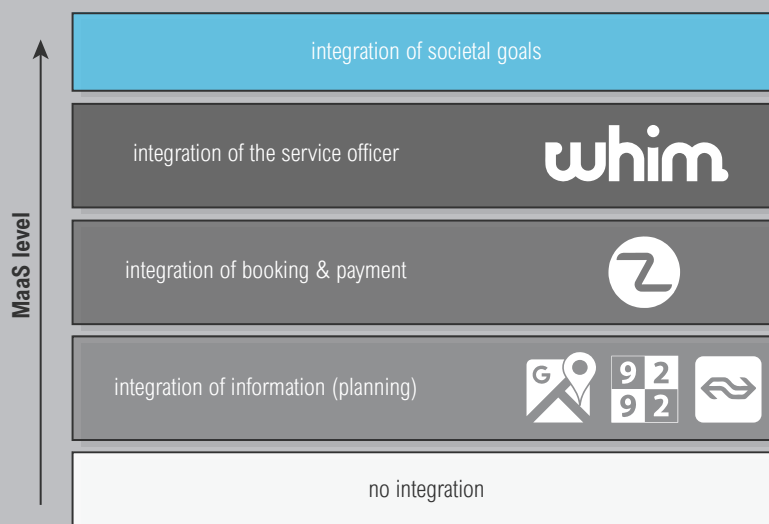 integration of societal goals
integration of the service officer
whim
integration of booking & payment
integration of information (planning)
G
9 2
9 2
no integration
MaaS level